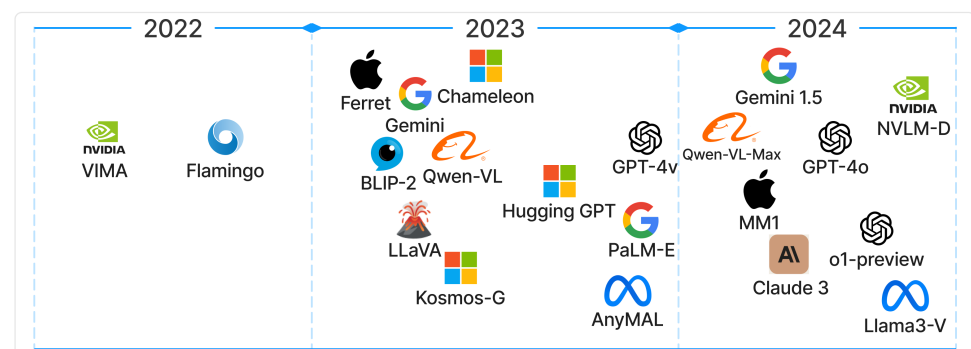 2022
2023
2024
NVIDIA
VIMA
Flamingo
Ferret
Gemini
Chameleon
BLIP-2
Qwen-VL
GPT-4v
Hugging GPT
LLaVA
PaLM-E
Kosmos-G
AnyMAL
Gemini 1.5
NVIDIA
NVLM-D
Qwen-VL-Max
GPT-4o
MM1
o1-preview
A\
Claude 3
Llama3-V